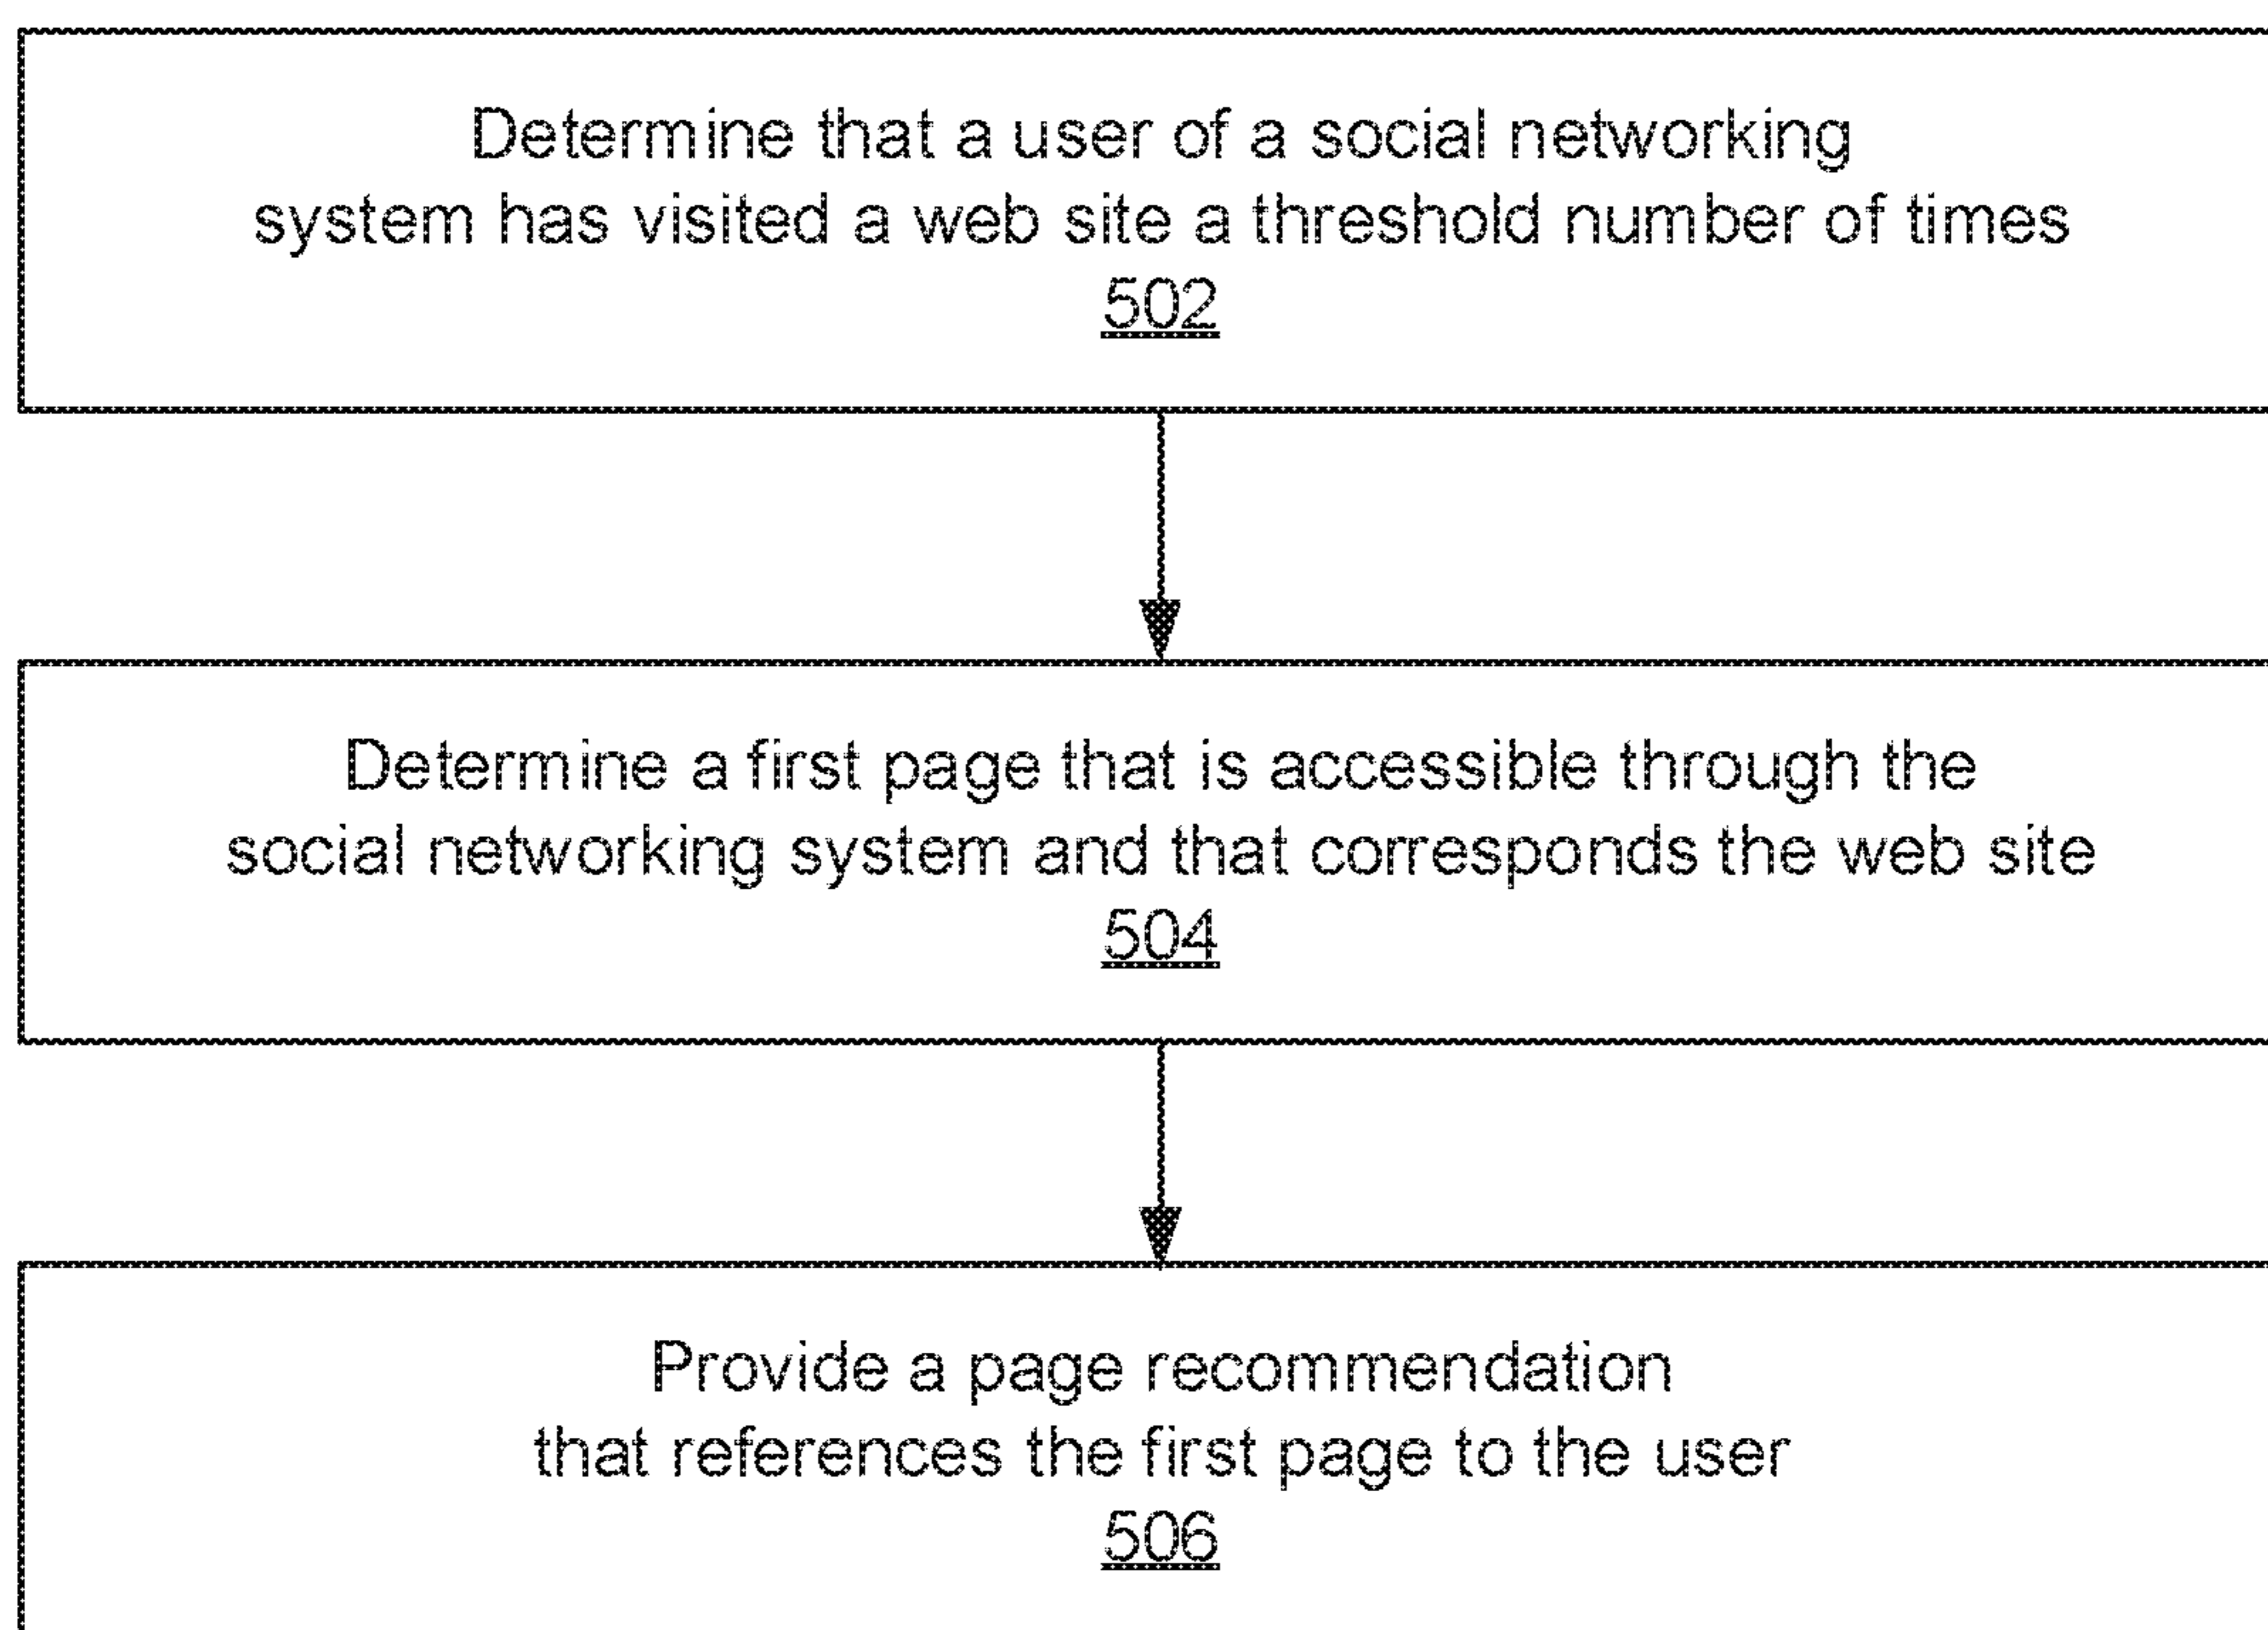 Determine that a user of a social networking
system has visited a web site a threshold number of times
502
Determine a first page that is accessible through the
social networking system and that corresponds the web site
504
Provide a page recommendation
that references the first page to the user
506